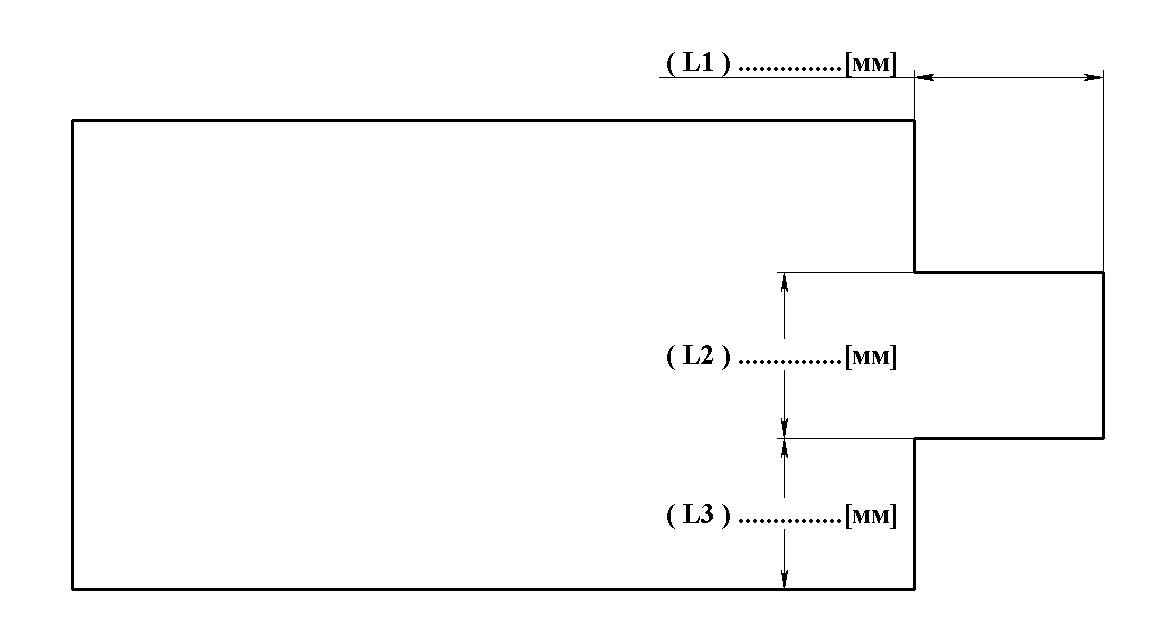 ( L1 ) ...............[мм]
( L2 ) ...............[мм]
( L3 ) ...............[мм]